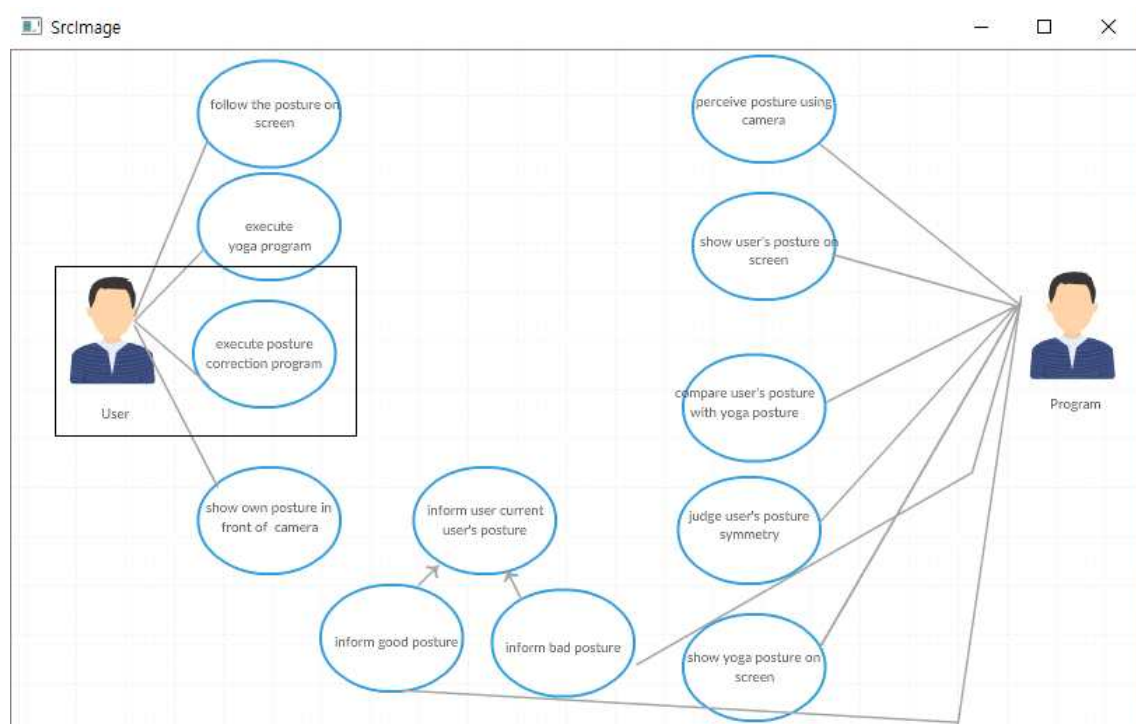 SrcImage
follow the posture on
screen
execute
yoga program
execute posture
correction program
User
show own posture in
front of camera
inform user current
user's posture
inform good posture
inform bad posture
perceive posture using
camera
show user's posture on
screen
compare user's posture
with yoga posture
judge user's posture
symmetry
show yoga posture on
screen
Program